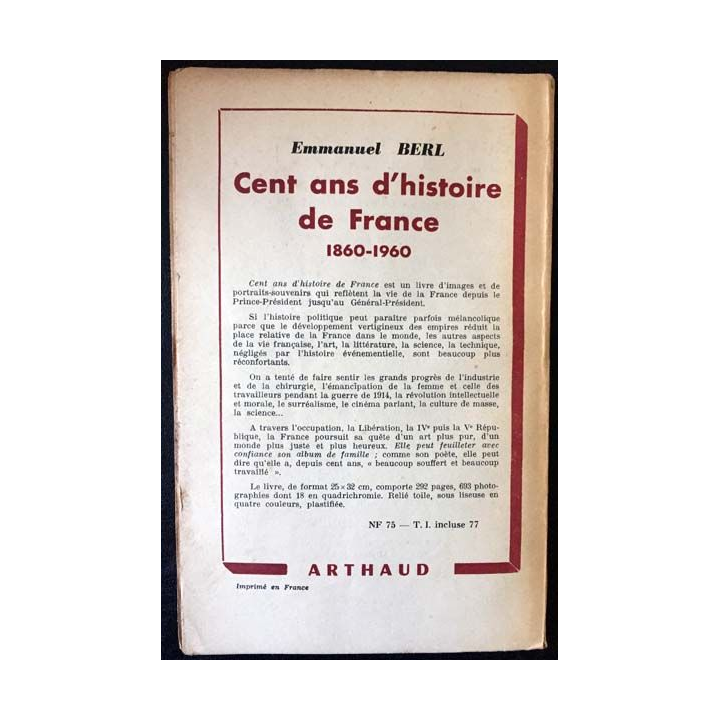 Emmanuel BERL
Cent ans d'histoire
de France
1860-1960
Cent ans d'histoire de France est un livre d'images et de
portraits-souvenirs qui reflètent la vie de la France depuis le
Prince-Président jusqu'au Général-Président.
Si l'histoire politique peut paraître parfois mélancolique
parce que le développement vertigineux des empires réduit la
place relative de la France dans le monde, les autres aspects
de la vie française, l'art, la littérature, la science, la technique,
négligés par l'histoire événementielle, sont beaucoup plus
réconfortants.
On a tenté de faire sentir les grands progrès de l'industrie
et de la chirurgie, l'émancipation de la femme et celle des
travailleurs pendant la guerre de 1914, la révolution intellectuelle
et morale, le surréalisme, le cinéma parlant, la culture de masse,
la science...
A travers l'occupation, la Libération, la IVe puis la Ve Répu-
blique, la France poursuit sa quête d'un art plus pur, d'un
monde plus juste et plus heureux. Elle peut feuilleter avec
confiance son album de famille ; comme son poète, elle peut
dire qu'elle a, depuis cent ans, « beaucoup souffert et beaucoup
travaillé ».
Le livre, de format 25 × 32 cm, comporte 292 pages, 693 photo-
graphies dont 18 en quadrichromie. Relié toile, sous liseuse en
quatre couleurs, plastifiée.
NF 75 — T. l. incluse 77
ARTHAUD
Imprimé en France